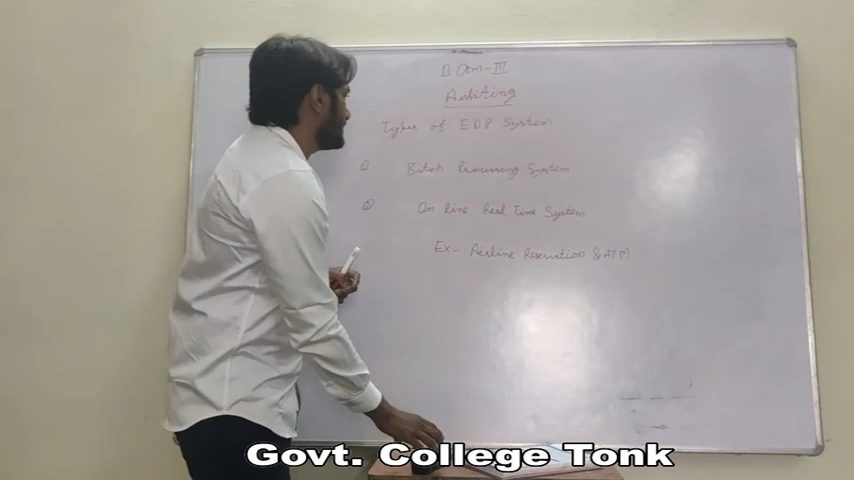 B.Com-III
Auditing
Types of EDP System
① Batch Processing System
② On line Real Time System
Ex- Airline Reservation & ATM
Govt. College Tonk